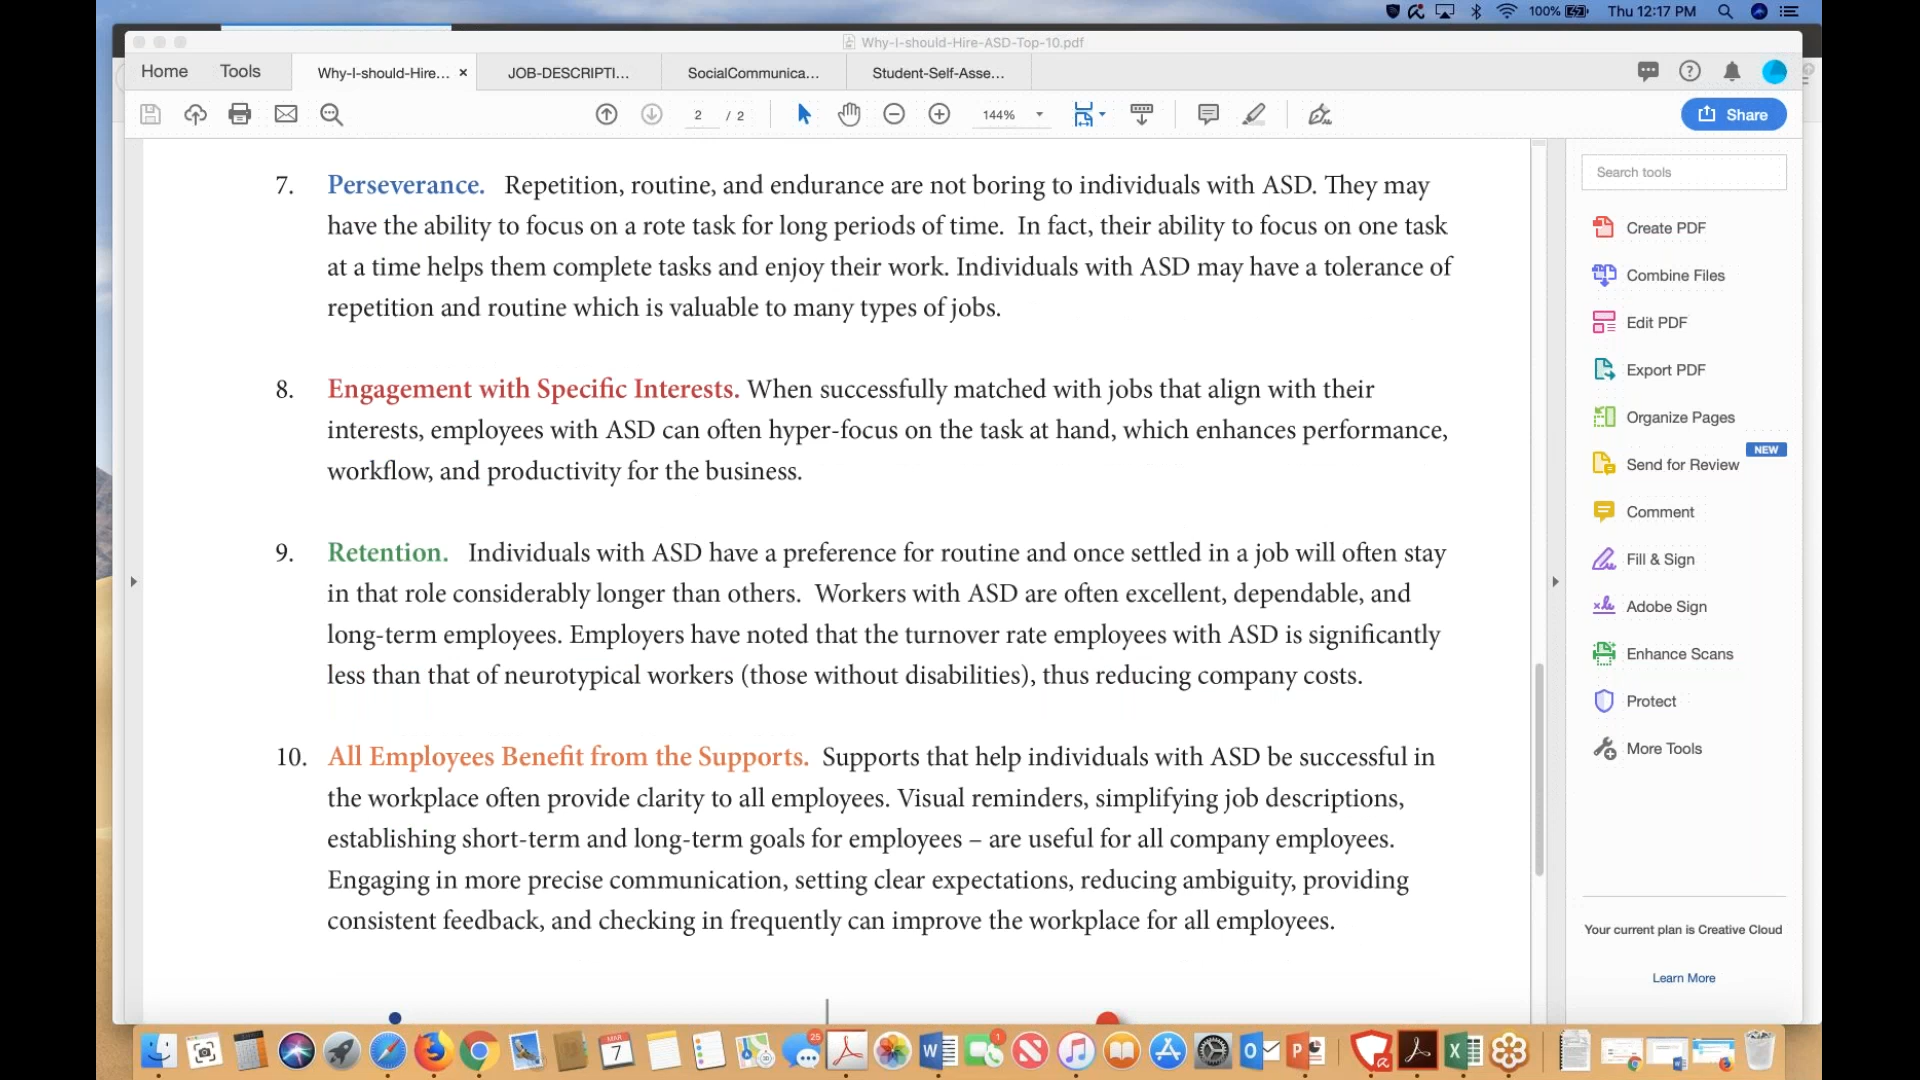 100% Thu 12:17 PM
Why-I-should-Hire-ASD-Top-10.pdf
Home Tools Why-I-should-Hire... × JOB-DESCRIPTI... SocialCommunica... Student-Self-Asse...
2 / 2 144% Share
Search tools
7. Perseverance. Repetition, routine, and endurance are not boring to individuals with ASD. They may
have the ability to focus on a rote task for long periods of time. In fact, their ability to focus on one task
at a time helps them complete tasks and enjoy their work. Individuals with ASD may have a tolerance of
repetition and routine which is valuable to many types of jobs.
8. Engagement with Specific Interests. When successfully matched with jobs that align with their
interests, employees with ASD can often hyper-focus on the task at hand, which enhances performance,
workflow, and productivity for the business.
9. Retention. Individuals with ASD have a preference for routine and once settled in a job will often stay
in that role considerably longer than others. Workers with ASD are often excellent, dependable, and
long-term employees. Employers have noted that the turnover rate employees with ASD is significantly
less than that of neurotypical workers (those without disabilities), thus reducing company costs.
10. All Employees Benefit from the Supports. Supports that help individuals with ASD be successful in
the workplace often provide clarity to all employees. Visual reminders, simplifying job descriptions,
establishing short-term and long-term goals for employees – are useful for all company employees.
Engaging in more precise communication, setting clear expectations, reducing ambiguity, providing
consistent feedback, and checking in frequently can improve the workplace for all employees.
Create PDF
Combine Files
Edit PDF
Export PDF
Organize Pages
NEW
Send for Review
Comment
Fill & Sign
Adobe Sign
Enhance Scans
Protect
More Tools
Your current plan is Creative Cloud
Learn More
MAR
7
25
W
1
O
P
X